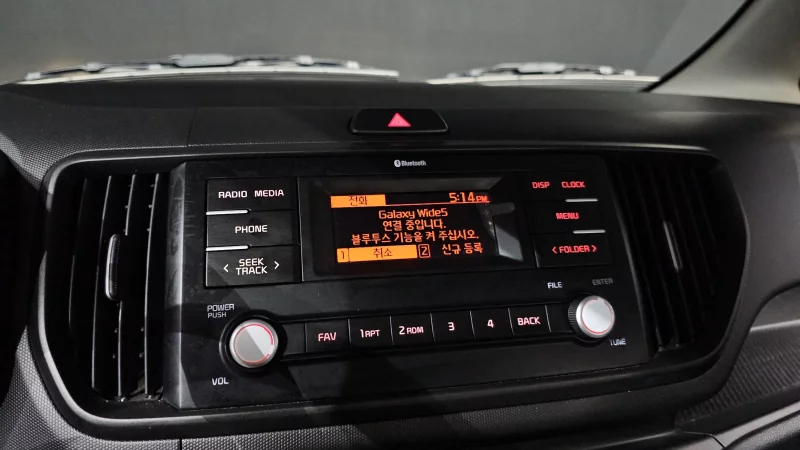 Bluetooth
RADIO MEDIA
PHONE
< SEEK TRACK >
전화 5:14 PM
Galaxy Wide5
연결 중입니다.
블루투스 기능을 켜 주십시오.
1 취소 2 신규 등록
DISP CLOCK
MENU
< FOLDER >
POWER
PUSH
VOL
FAV 1 RPT 2 RDM 3 4 BACK
FILE ENTER
TUNE